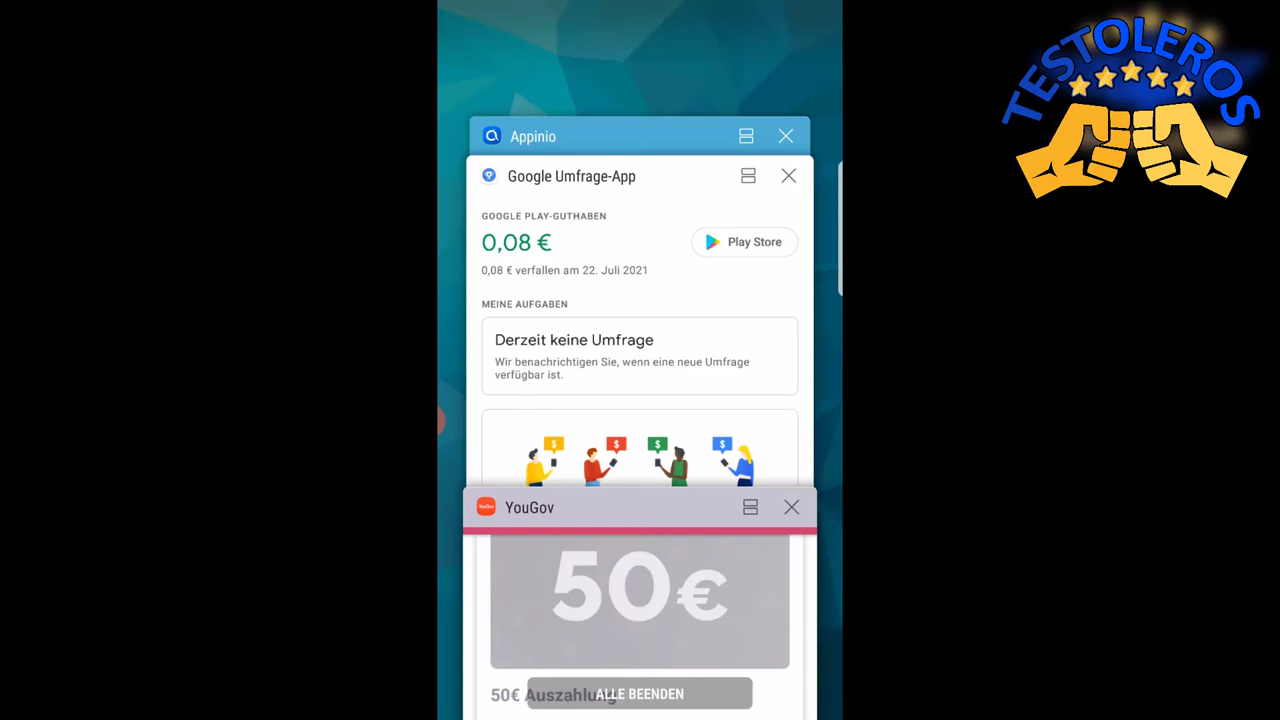 TESTOLEROS
Appinio
Google Umfrage-App
GOOGLE PLAY-GUTHABEN
0,08 €
Play Store
0,08 € verfallen am 22. Juli 2021
MEINE AUFGABEN
Derzeit keine Umfrage
Wir benachrichtigen Sie, wenn eine neue Umfrage
verfügbar ist.
$ $ $ $
YouGov
YouGov
50€
50€ Auszahlung
ALLE BEENDEN